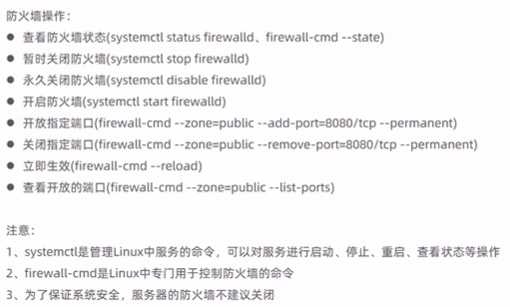 防火墙操作：
● 查看防火墙状态(systemctl status firewalld、firewall-cmd --state)
● 暂时关闭防火墙(systemctl stop firewalld)
● 永久关闭防火墙(systemctl disable firewalld)
● 开启防火墙(systemctl start firewalld)
● 开放指定端口(firewall-cmd --zone=public --add-port=8080/tcp --permanent)
● 关闭指定端口(firewall-cmd --zone=public --remove-port=8080/tcp --permanent)
● 立即生效(firewall-cmd --reload)
● 查看开放的端口(firewall-cmd --zone=public --list-ports)
注意：
1、systemctl是管理Linux中服务的命令，可以对服务进行启动、停止、重启、查看状态等操作
2、firewall-cmd是Linux中专门用于控制防火墙的命令
3、为了保证系统安全，服务器的防火墙不建议关闭